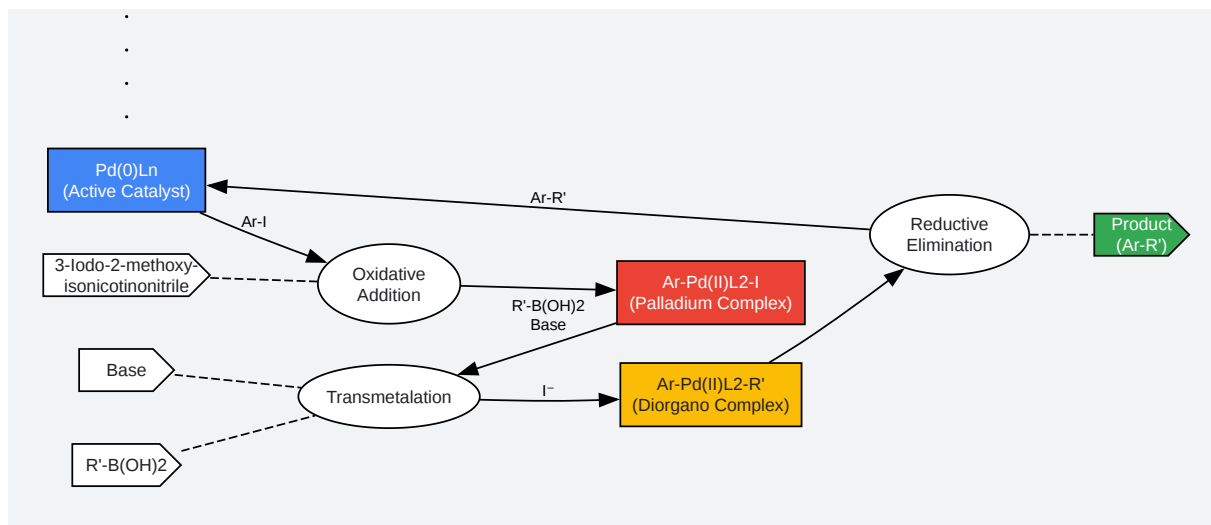 Pd(0)Ln
(Active Catalyst)
Ar-R'
Ar-I
Reductive
Elimination
Product
(Ar-R')
3-Iodo-2-methoxy-
isonicotinonitrile
Oxidative
Addition
Ar-Pd(II)L2-I
(Palladium Complex)
R'-B(OH)2
Base
Base
Transmetalation
I⁻
Ar-Pd(II)L2-R'
(Diorgano Complex)
R'-B(OH)2